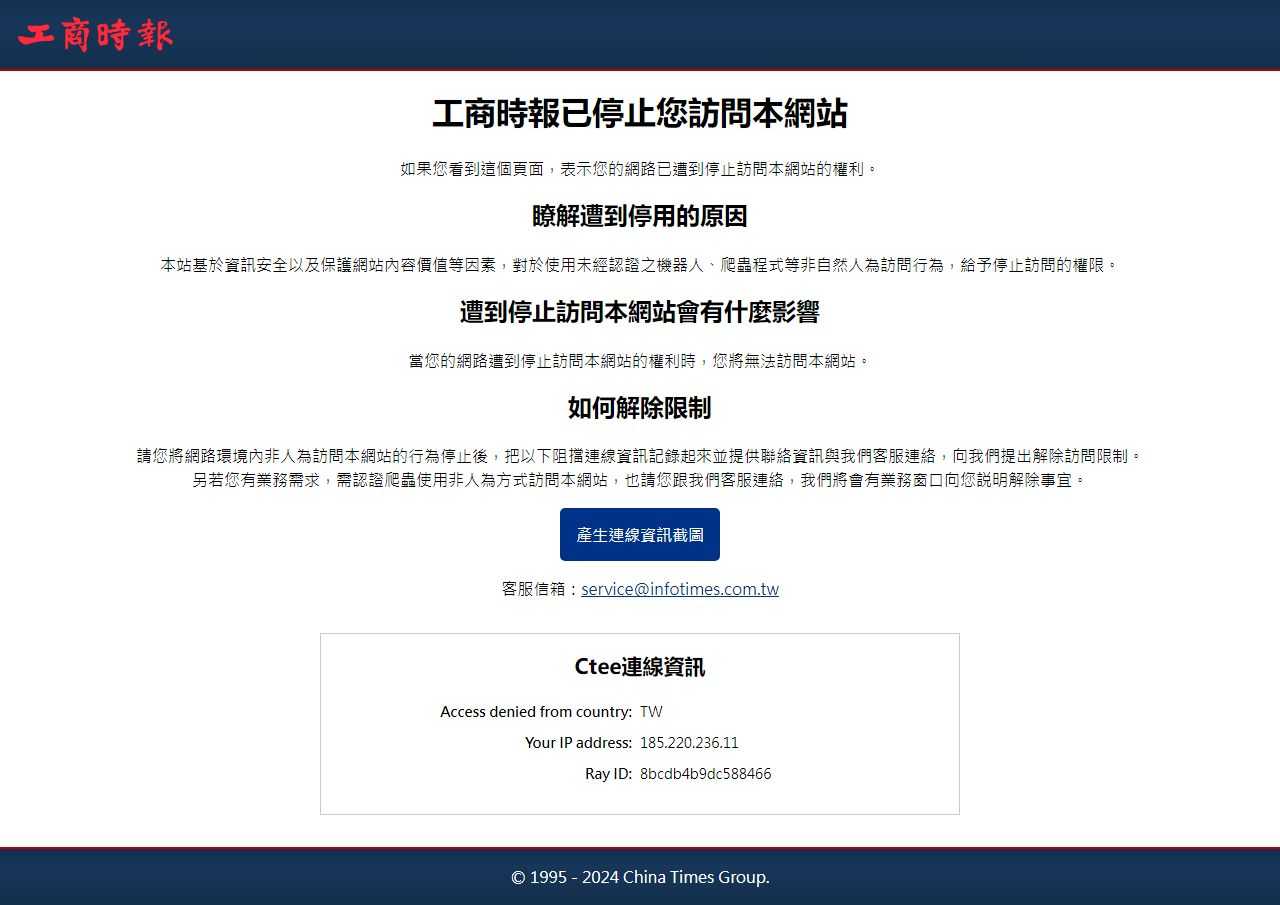 工商時報
工商時報已停止您訪問本網站
如果您看到這個頁面，表示您的網路已遭到停止訪問本網站的權利。
瞭解遭到停用的原因
本站基於資訊安全以及保護網站內容價值等因素，對於使用未經認證之機器人、爬蟲程式等非自然人為訪問行為，給予停止訪問的權限。
遭到停止訪問本網站會有什麼影響
當您的網路遭到停止訪問本網站的權利時，您將無法訪問本網站。
如何解除限制
請您將網路環境內非人為訪問本網站的行為停止後，把以下阻擋連線資訊記錄起來並提供聯絡資訊與我們客服連絡，向我們提出解除訪問限制。
另若您有業務需求，需認證爬蟲使用非人為方式訪問本網站，也請您跟我們客服連絡，我們將會有業務窗口向您說明解除事宜。
產生連線資訊截圖
客服信箱：service@infotimes.com.tw
Ctee連線資訊
Access denied from country: TW
Your IP address: 185.220.236.11
Ray ID: 8bcdb4b9dc588466
© 1995 - 2024 China Times Group.